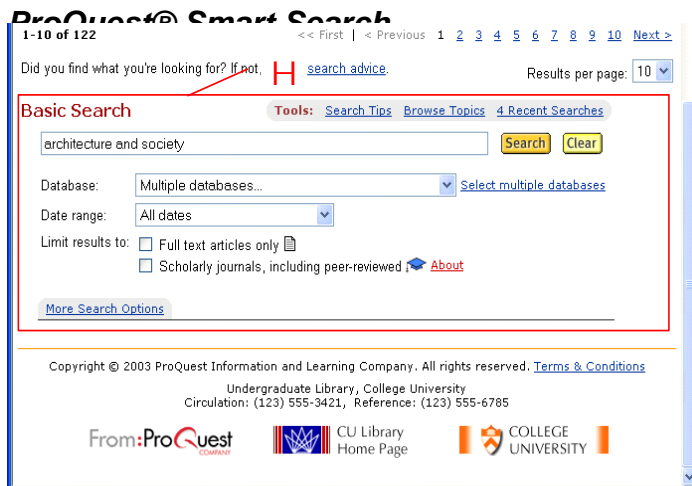 ProQuest® Smart Search
1-10 of 122 << First | < Previous 1 2 3 4 5 6 7 8 9 10 Next >
Did you find what you're looking for? If not, H search advice. Results per page: 10
Basic Search Tools: Search Tips Browse Topics 4 Recent Searches
architecture and society Search Clear
Database: Multiple databases... Select multiple databases
Date range: All dates
Limit results to: Full text articles only
Scholarly journals, including peer-reviewed About
More Search Options
Copyright © 2003 ProQuest Information and Learning Company. All rights reserved. Terms & Conditions
Undergraduate Library, College University
Circulation: (123) 555-3421, Reference: (123) 555-6785
From:ProQuest COMPANY CU Library Home Page COLLEGE UNIVERSITY